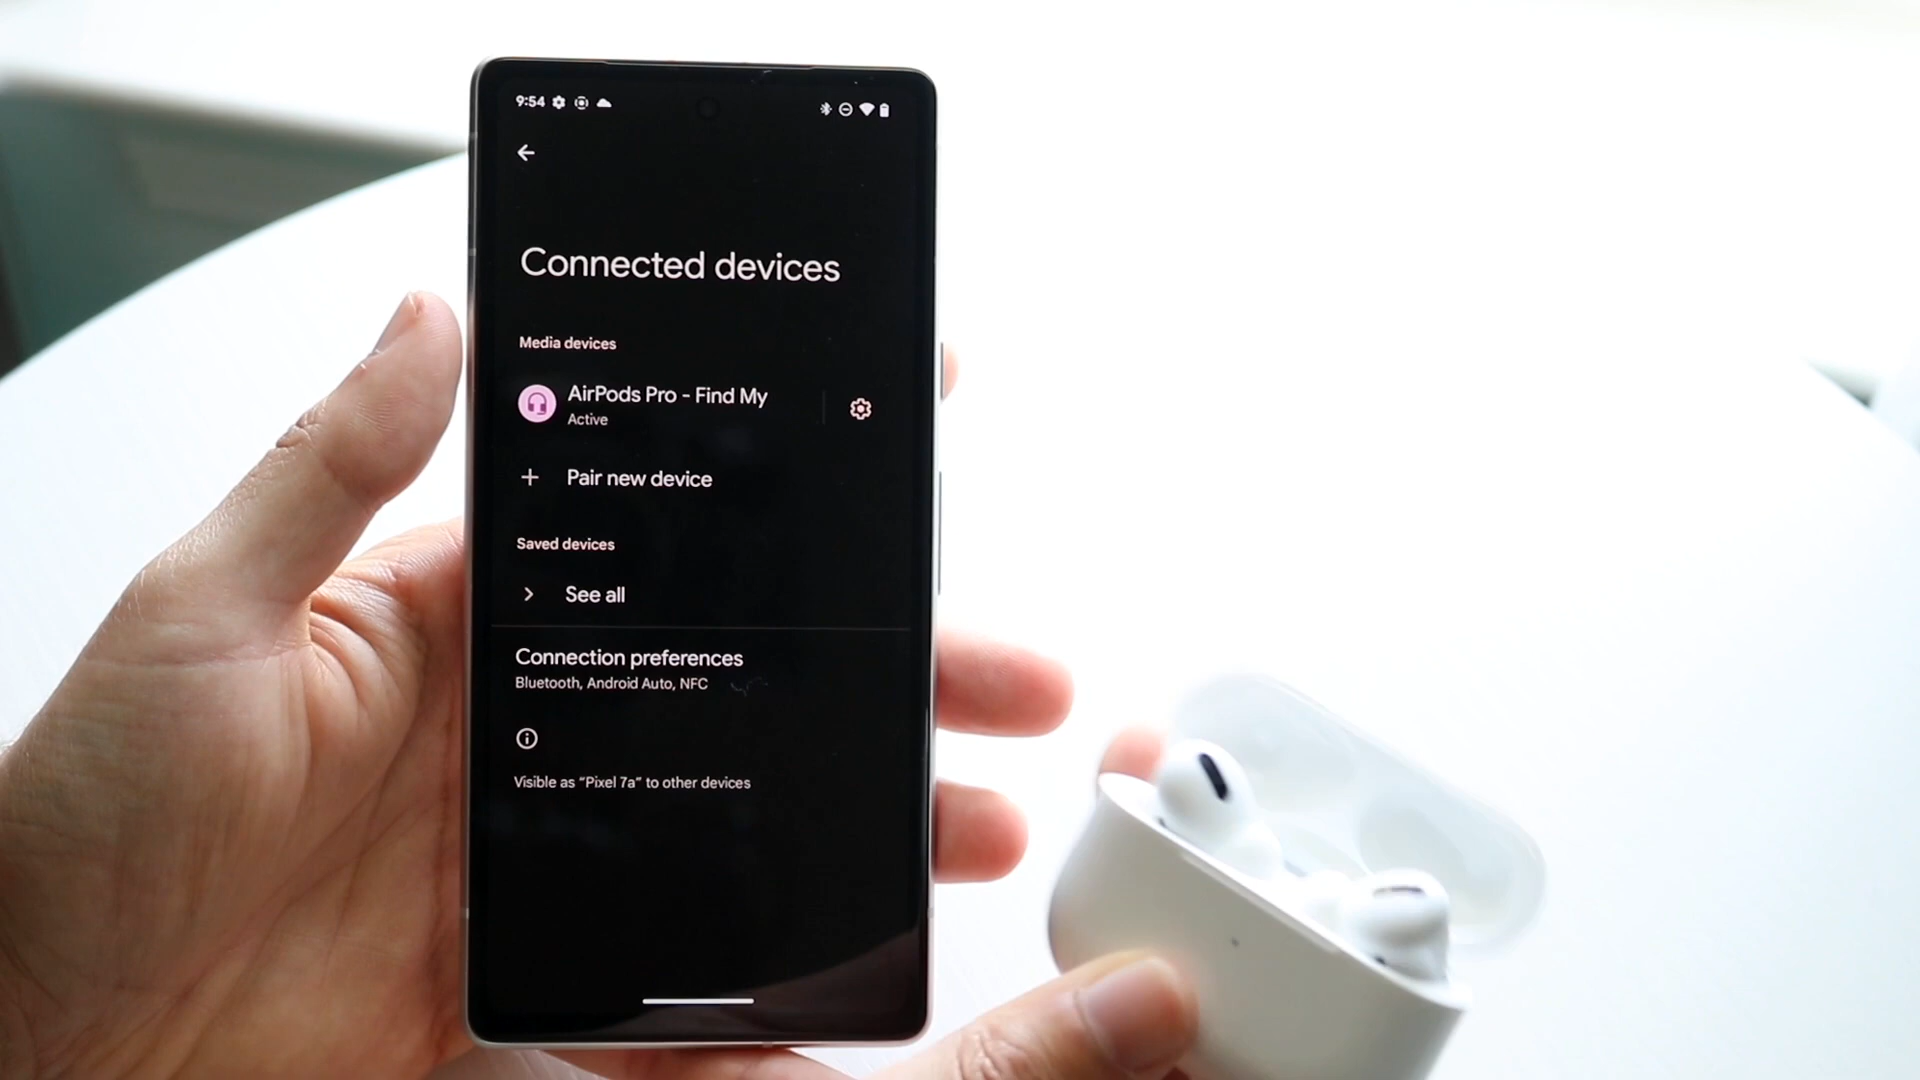 9:54
Connected devices
Media devices
AirPods Pro - Find My
Active
Pair new device
Saved devices
See all
Connection preferences
Bluetooth, Android Auto, NFC
Visible as “Pixel 7a” to other devices